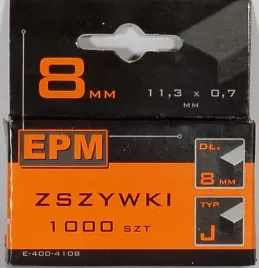 8 MM
11,3 x 0,7
MM
EPM
DŁ.
8 MM
ZSZYWKI
1000 SZT
TYP
J
E-400-4108